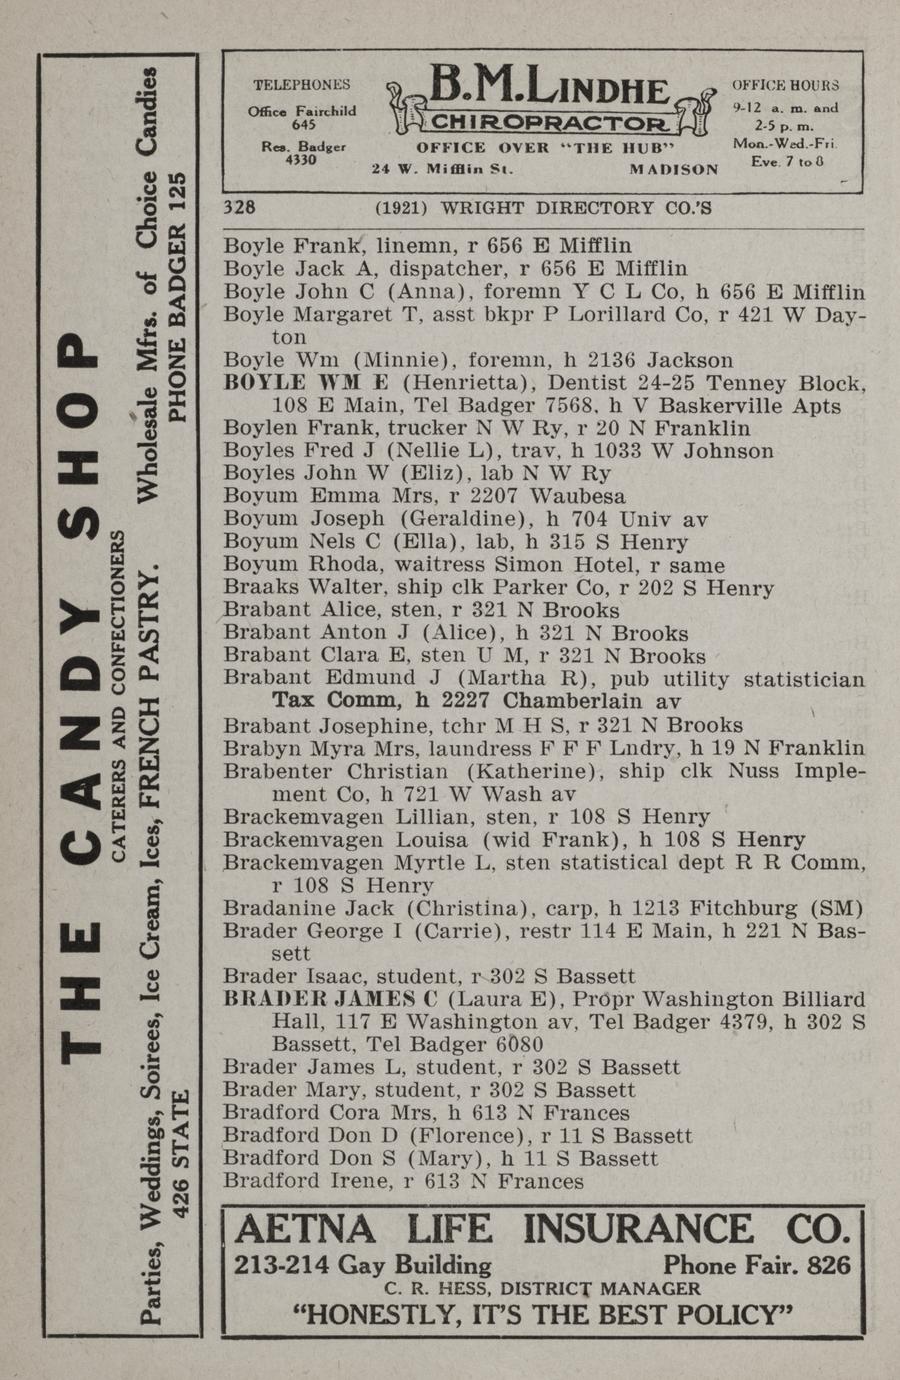 THE CANDY SHOP
CATERERS AND CONFECTIONERS
Parties, Weddings, Soirees, Ice Cream, Ices, FRENCH PASTRY. Wholesale Mfrs. of Choice Candies
426 STATE PHONE BADGER 125
TELEPHONES
Office Fairchild
645
Res. Badger
4330
B.M.LINDHE
CHIROPRACTOR
OFFICE OVER "THE HUB"
24 W. Mifflin St. MADISON
OFFICE HOURS
9-12 a. m. and
2-5 p. m.
Mon.-Wed.-Fri.
Eve. 7 to 8
328 (1921) WRIGHT DIRECTORY CO.'S
Boyle Frank, linemn, r 656 E Mifflin
Boyle Jack A, dispatcher, r 656 E Mifflin
Boyle John C (Anna), foremn Y C L Co, h 656 E Mifflin
Boyle Margaret T, asst bkpr P Lorillard Co, r 421 W Day-
ton
Boyle Wm (Minnie), foremn, h 2136 Jackson
BOYLE WM E (Henrietta), Dentist 24-25 Tenney Block,
108 E Main, Tel Badger 7568, h V Baskerville Apts
Boylen Frank, trucker N W Ry, r 20 N Franklin
Boyles Fred J (Nellie L), trav, h 1033 W Johnson
Boyles John W (Eliz), lab N W Ry
Boyum Emma Mrs, r 2207 Waubesa
Boyum Joseph (Geraldine), h 704 Univ av
Boyum Nels C (Ella), lab, h 315 S Henry
Boyum Rhoda, waitress Simon Hotel, r same
Braaks Walter, ship clk Parker Co, r 202 S Henry
Brabant Alice, sten, r 321 N Brooks
Brabant Anton J (Alice), h 321 N Brooks
Brabant Clara E, sten U M, r 321 N Brooks
Brabant Edmund J (Martha R), pub utility statistician
Tax Comm, h 2227 Chamberlain av
Brabant Josephine, tchr M H S, r 321 N Brooks
Brabyn Myra Mrs, laundress F F F Lndry, h 19 N Franklin
Brabenter Christian (Katherine), ship clk Nuss Imple-
ment Co, h 721 W Wash av
Brackemvagen Lillian, sten, r 108 S Henry
Brackemvagen Louisa (wid Frank), h 108 S Henry
Brackemvagen Myrtle L, sten statistical dept R R Comm,
r 108 S Henry
Bradanine Jack (Christina), carp, h 1213 Fitchburg (SM)
Brader George I (Carrie), restr 114 E Main, h 221 N Bas-
sett
Brader Isaac, student, r 302 S Bassett
BRADER JAMES C (Laura E), Propr Washington Billiard
Hall, 117 E Washington av, Tel Badger 4379, h 302 S
Bassett, Tel Badger 6080
Brader James L, student, r 302 S Bassett
Brader Mary, student, r 302 S Bassett
Bradford Cora Mrs, h 613 N Frances
Bradford Don D (Florence), r 11 S Bassett
Bradford Don S (Mary), h 11 S Bassett
Bradford Irene, r 613 N Frances
AETNA LIFE INSURANCE CO.
213-214 Gay Building Phone Fair. 826
C. R. HESS, DISTRICT MANAGER
"HONESTLY, IT'S THE BEST POLICY"